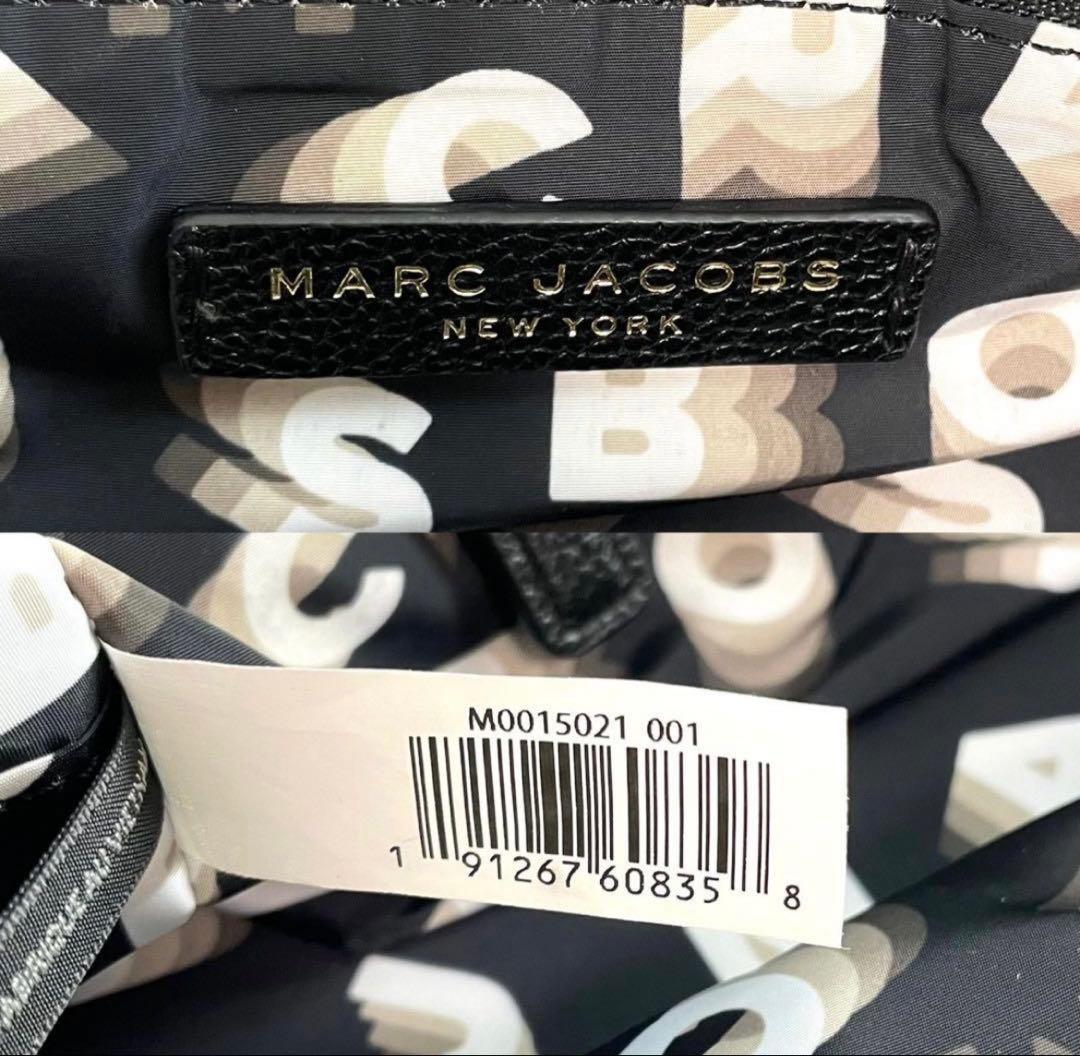 C
R
MARC JACOBS
NEW YORK
S
B
O
S
C
O
M0015021 001
1 91267 60835 8
A